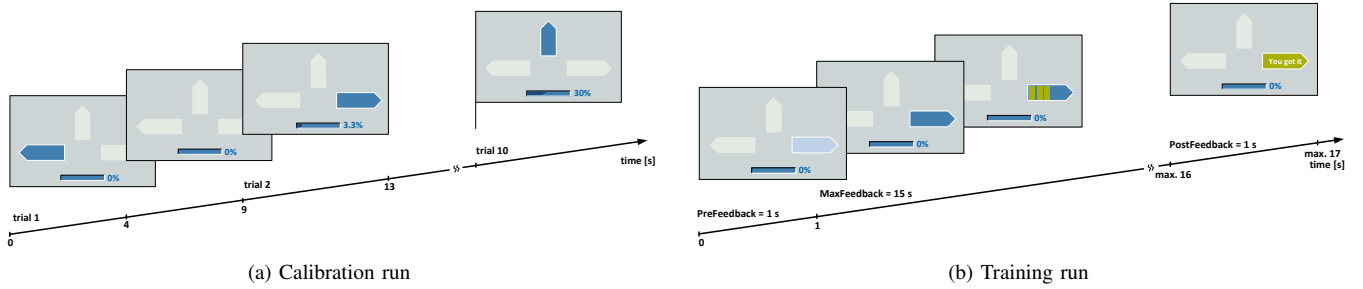 0%
0%
3.3%
30%
trial 1
trial 2
trial 10
0
4
9
13
time [s]
(a) Calibration run
0%
0%
0%
You got it
0%
PreFeedback = 1 s
MaxFeedback = 15 s
PostFeedback = 1 s
0
1
max. 16
max. 17
time [s]
(b) Training run